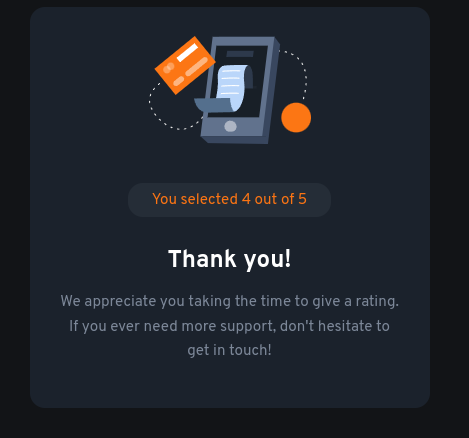 You selected 4 out of 5
Thank you!
We appreciate you taking the time to give a rating.
If you ever need more support, don't hesitate to
get in touch!